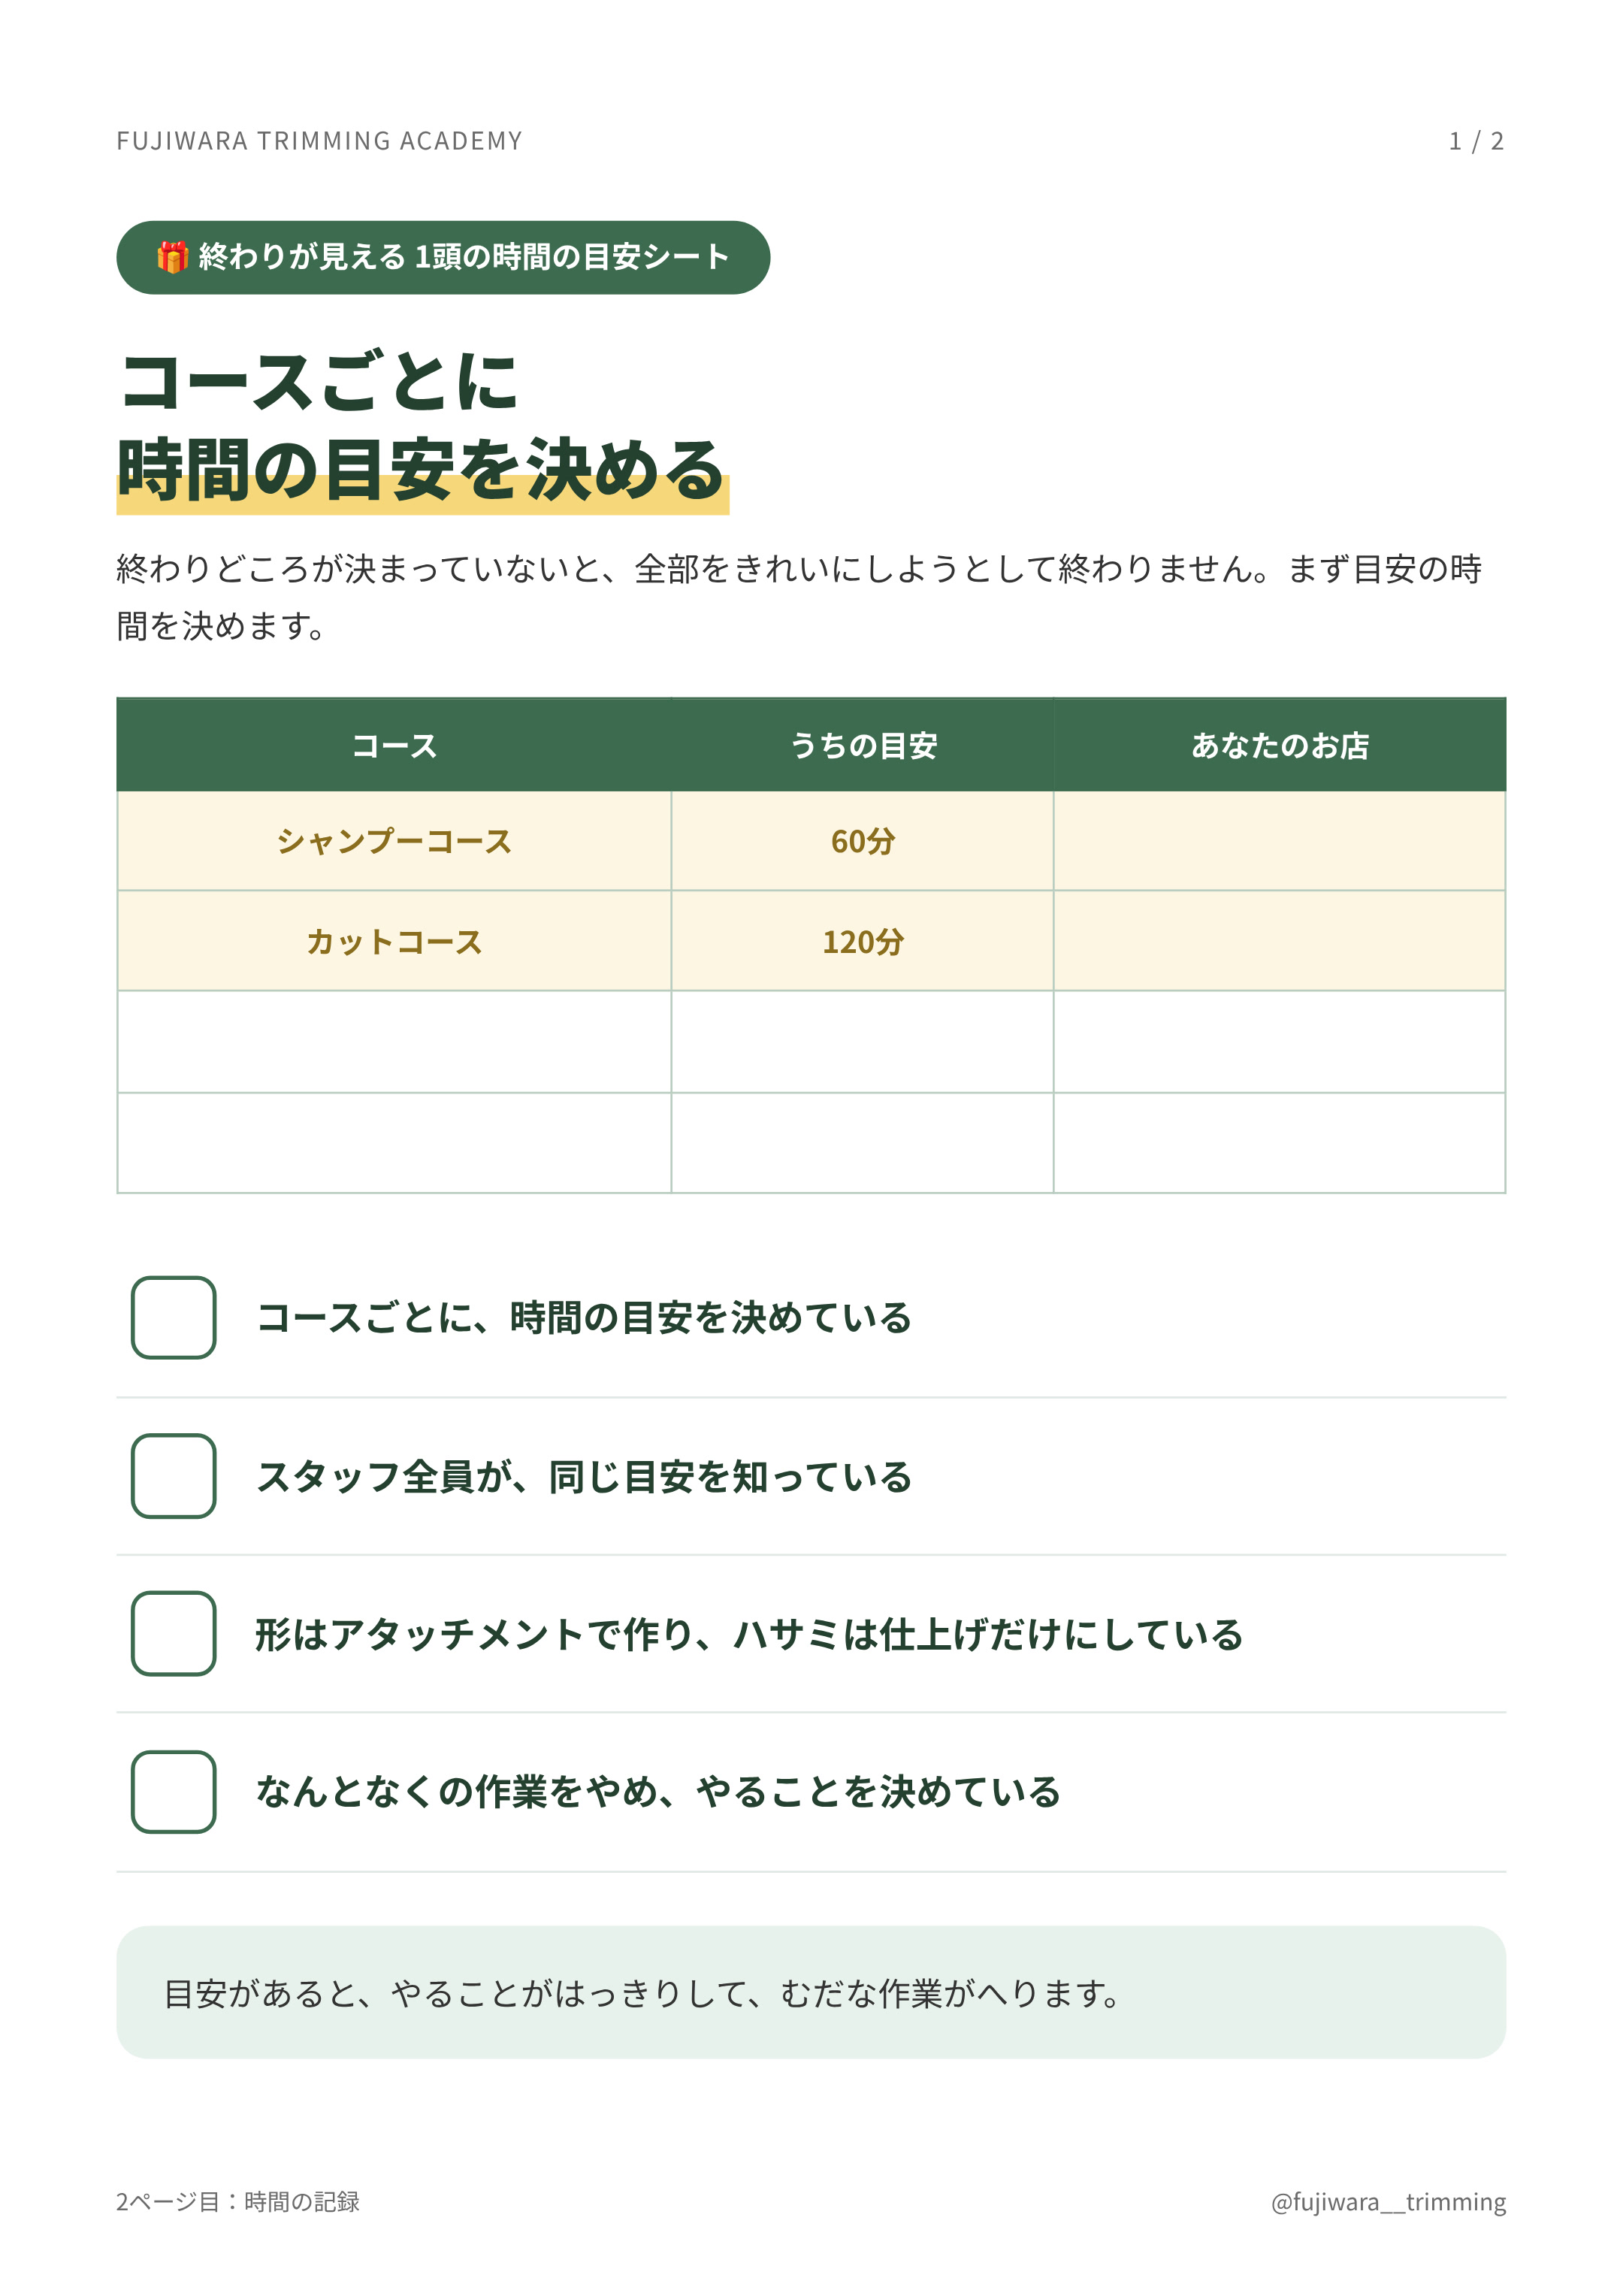 FUJIWARA TRIMMING ACADEMY
1 / 2
🎁 終わりが見える 1頭の時間の目安シート
コースごとに
時間の目安を決める
終わりどころが決まっていないと、全部をきれいにしようとして終わりません。まず目安の時
間を決めます。
コース うちの目安 あなたのお店
シャンプーコース 60分
カットコース 120分
コースごとに、時間の目安を決めている
スタッフ全員が、同じ目安を知っている
形はアタッチメントで作り、ハサミは仕上げだけにしている
なんとなくの作業をやめ、やることを決めている
目安があると、やることがはっきりして、むだな作業がへります。
2ページ目：時間の記録
@fujiwara__trimming